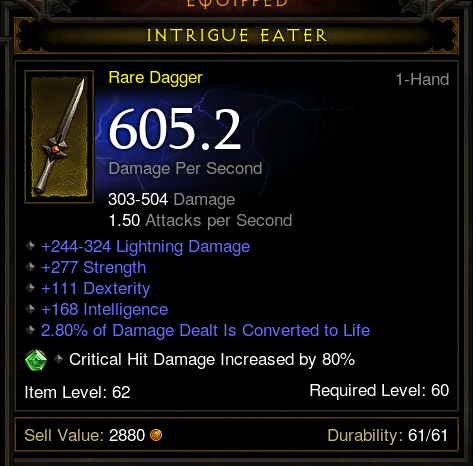 EQUIPPED
INTRIGUE EATER
Rare Dagger
1-Hand
605.2
Damage Per Second
303-504 Damage
1.50 Attacks per Second
+244-324 Lightning Damage
+277 Strength
+111 Dexterity
+168 Intelligence
2.80% of Damage Dealt Is Converted to Life
Critical Hit Damage Increased by 80%
Item Level: 62
Required Level: 60
Sell Value: 2880
Durability: 61/61